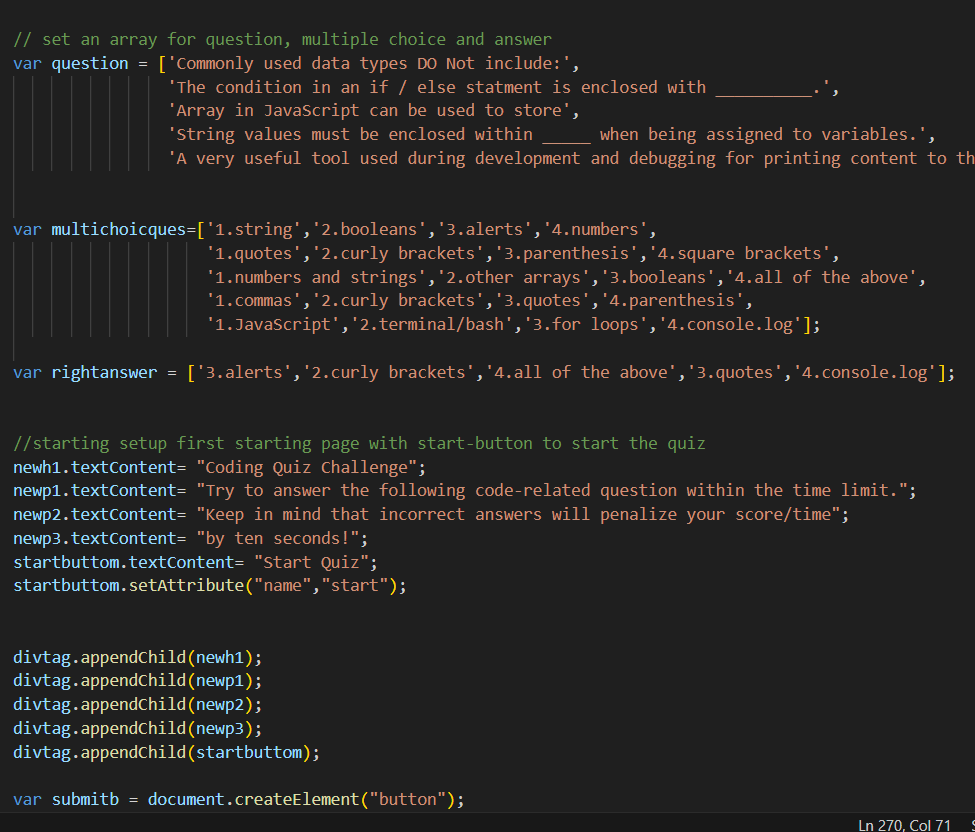 // set an array for question, multiple choice and answer
var question = ['Commonly used data types DO Not include:',
'The condition in an if / else statment is enclosed with __________.',
'Array in JavaScript can be used to store',
'String values must be enclosed within _____ when being assigned to variables.',
'A very useful tool used during development and debugging for printing content to th
var multichoicques=['1.string','2.booleans','3.alerts','4.numbers',
'1.quotes','2.curly brackets','3.parenthesis','4.square brackets',
'1.numbers and strings','2.other arrays','3.booleans','4.all of the above',
'1.commas','2.curly brackets','3.quotes','4.parenthesis',
'1.JavaScript','2.terminal/bash','3.for loops','4.console.log'];
var rightanswer = ['3.alerts','2.curly brackets','4.all of the above','3.quotes','4.console.log'];
//starting setup first starting page with start-button to start the quiz
newh1.textContent= "Coding Quiz Challenge";
newp1.textContent= "Try to answer the following code-related question within the time limit.";
newp2.textContent= "Keep in mind that incorrect answers will penalize your score/time";
newp3.textContent= "by ten seconds!";
startbuttom.textContent= "Start Quiz";
startbuttom.setAttribute("name","start");
divtag.appendChild(newh1);
divtag.appendChild(newp1);
divtag.appendChild(newp2);
divtag.appendChild(newp3);
divtag.appendChild(startbuttom);
var submitb = document.createElement("button");
Ln 270, Col 71